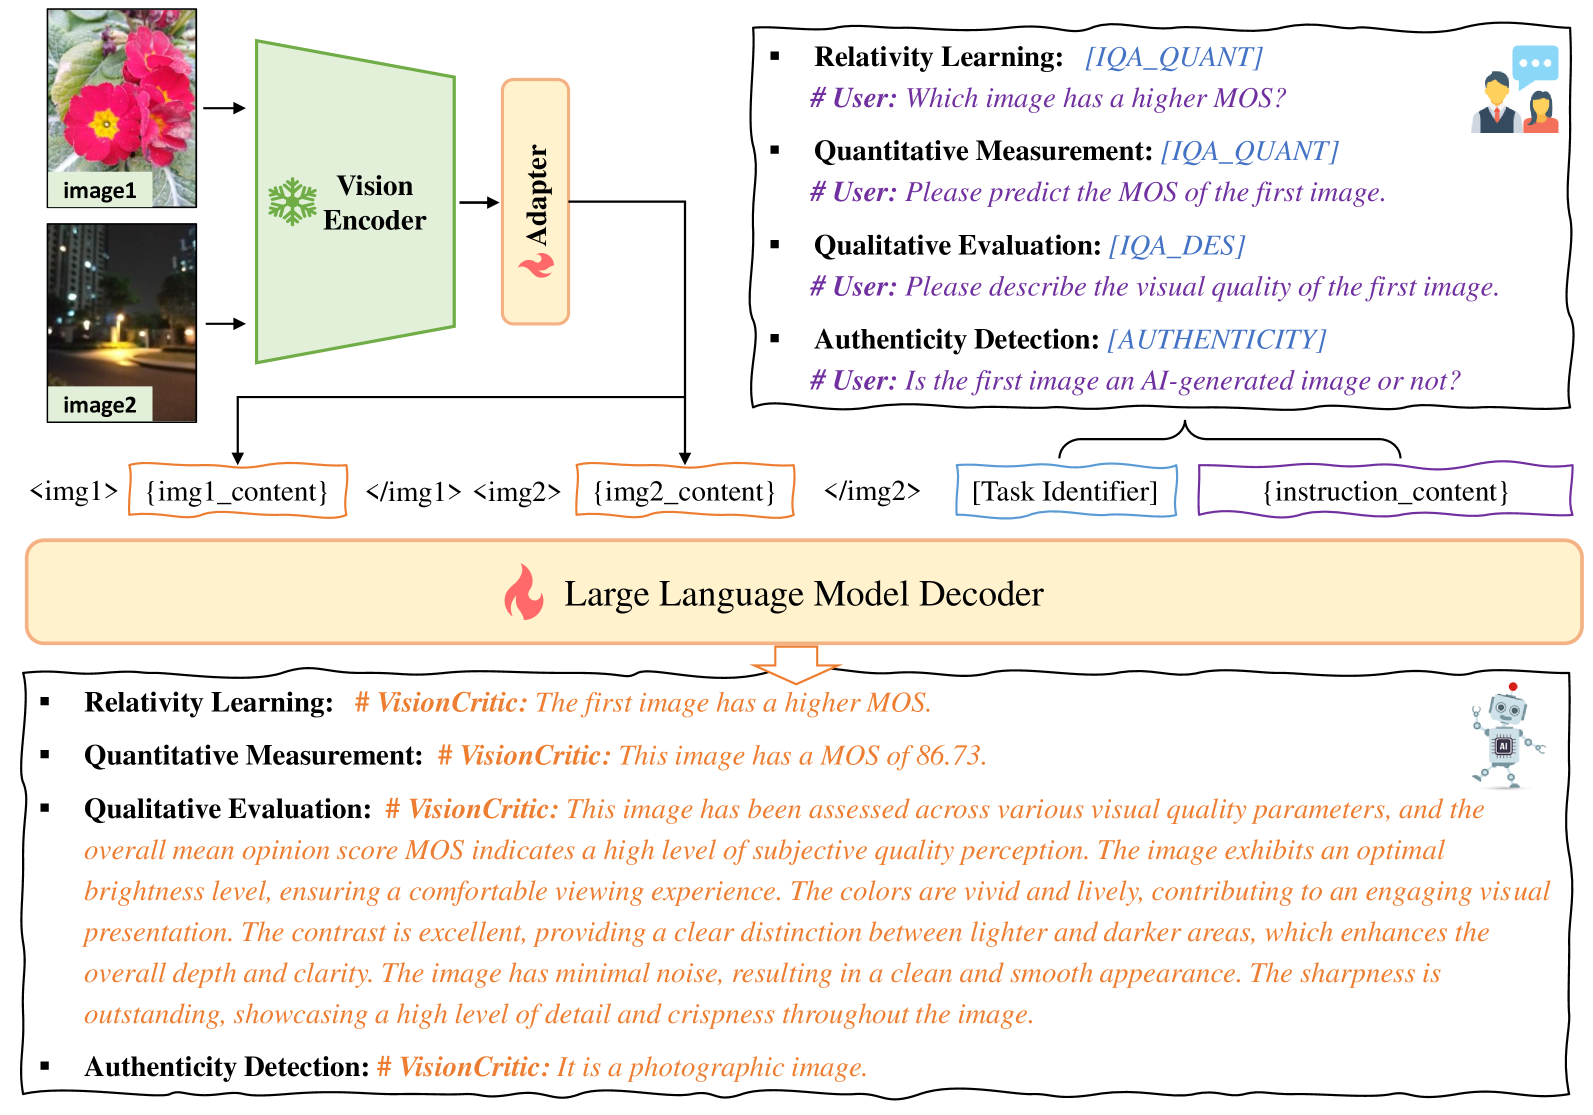 image1
image2
Vision
Encoder
Adapter
▪ Relativity Learning: [IQA_QUANT]
# User: Which image has a higher MOS?
▪ Quantitative Measurement: [IQA_QUANT]
# User: Please predict the MOS of the first image.
▪ Qualitative Evaluation: [IQA_DES]
# User: Please describe the visual quality of the first image.
▪ Authenticity Detection: [AUTHENTICITY]
# User: Is the first image an AI-generated image or not?
<img1> {img1_content} </img1> <img2> {img2_content} </img2> [Task Identifier] {instruction_content}
Large Language Model Decoder
▪ Relativity Learning: # VisionCritic: The first image has a higher MOS.
▪ Quantitative Measurement: # VisionCritic: This image has a MOS of 86.73.
▪ Qualitative Evaluation: # VisionCritic: This image has been assessed across various visual quality parameters, and the
overall mean opinion score MOS indicates a high level of subjective quality perception. The image exhibits an optimal
brightness level, ensuring a comfortable viewing experience. The colors are vivid and lively, contributing to an engaging visual
presentation. The contrast is excellent, providing a clear distinction between lighter and darker areas, which enhances the
overall depth and clarity. The image has minimal noise, resulting in a clean and smooth appearance. The sharpness is
outstanding, showcasing a high level of detail and crispness throughout the image.
▪ Authenticity Detection: # VisionCritic: It is a photographic image.
AI